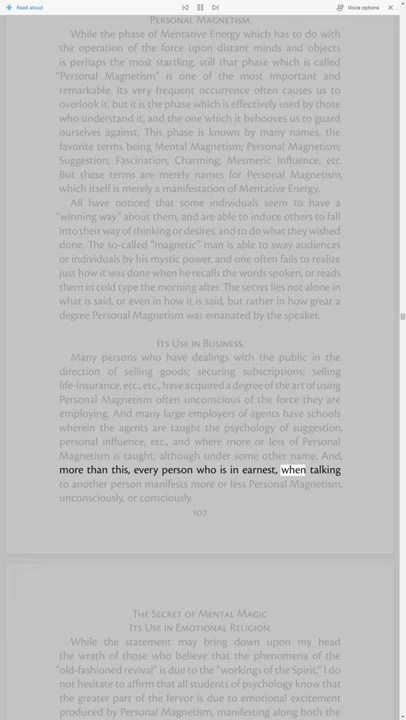 Read aloud
Voice options
Personal Magnetism.
While the phase of Mentative Energy which has to do with
the operation of the force upon distant minds and objects
is perhaps the most startling, still that phase which is called
"Personal Magnetism" is one of the most important and
remarkable. Its very frequent occurrence often causes us to
overlook it, but it is the phase which is effectively used by those
who understand it, and the one which it behooves us to guard
ourselves against. This phase is known by many names, the
favorite terms being Mental Magnetism; Personal Magnetism;
Suggestion; Fascination; Charming; Mesmeric Influence, etc.
But these terms are merely names for Personal Magnetism,
which itself is merely a manifestation of Mentative Energy.
All have noticed that some individuals seem to have a
"winning way" about them, and are able to induce others to fall
into their way of thinking or desires, and to do what they wished
done. The so-called "magnetic" man is able to sway audiences
or individuals by his mystic power, and one often fails to realize
just how it was done when he recalls the words spoken, or reads
them in cold type the morning after. The secret lies not alone in
what is said, or even in how it is said, but rather in how great a
degree Personal Magnetism was emanated by the speaker.
Its Use in Business.
Many persons who have dealings with the public in the
direction of selling goods; securing subscriptions; selling
life-insurance, etc., etc., have acquired a degree of the art of using
Personal Magnetism often unconscious of the force they are
employing. And many large employers of agents have schools
wherein the agents are taught the psychology of suggestion,
personal influence, etc., and where more or less of Personal
Magnetism is taught, although under some other name. And,
more than this, every person who is in earnest, when talking
to another person manifests more or less Personal Magnetism,
unconsciously, or consciously.
107
The Secret of Mental Magic
Its Use in Emotional Religion.
While the statement may bring down upon my head
the wrath of those who believe that the phenomena of the
"old-fashioned revival" is due to the "workings of the Spirit," I do
not hesitate to affirm that all students of psychology know that
the greater part of the fervor is due to emotional excitement
produced by Personal Magnetism, manifesting along both the